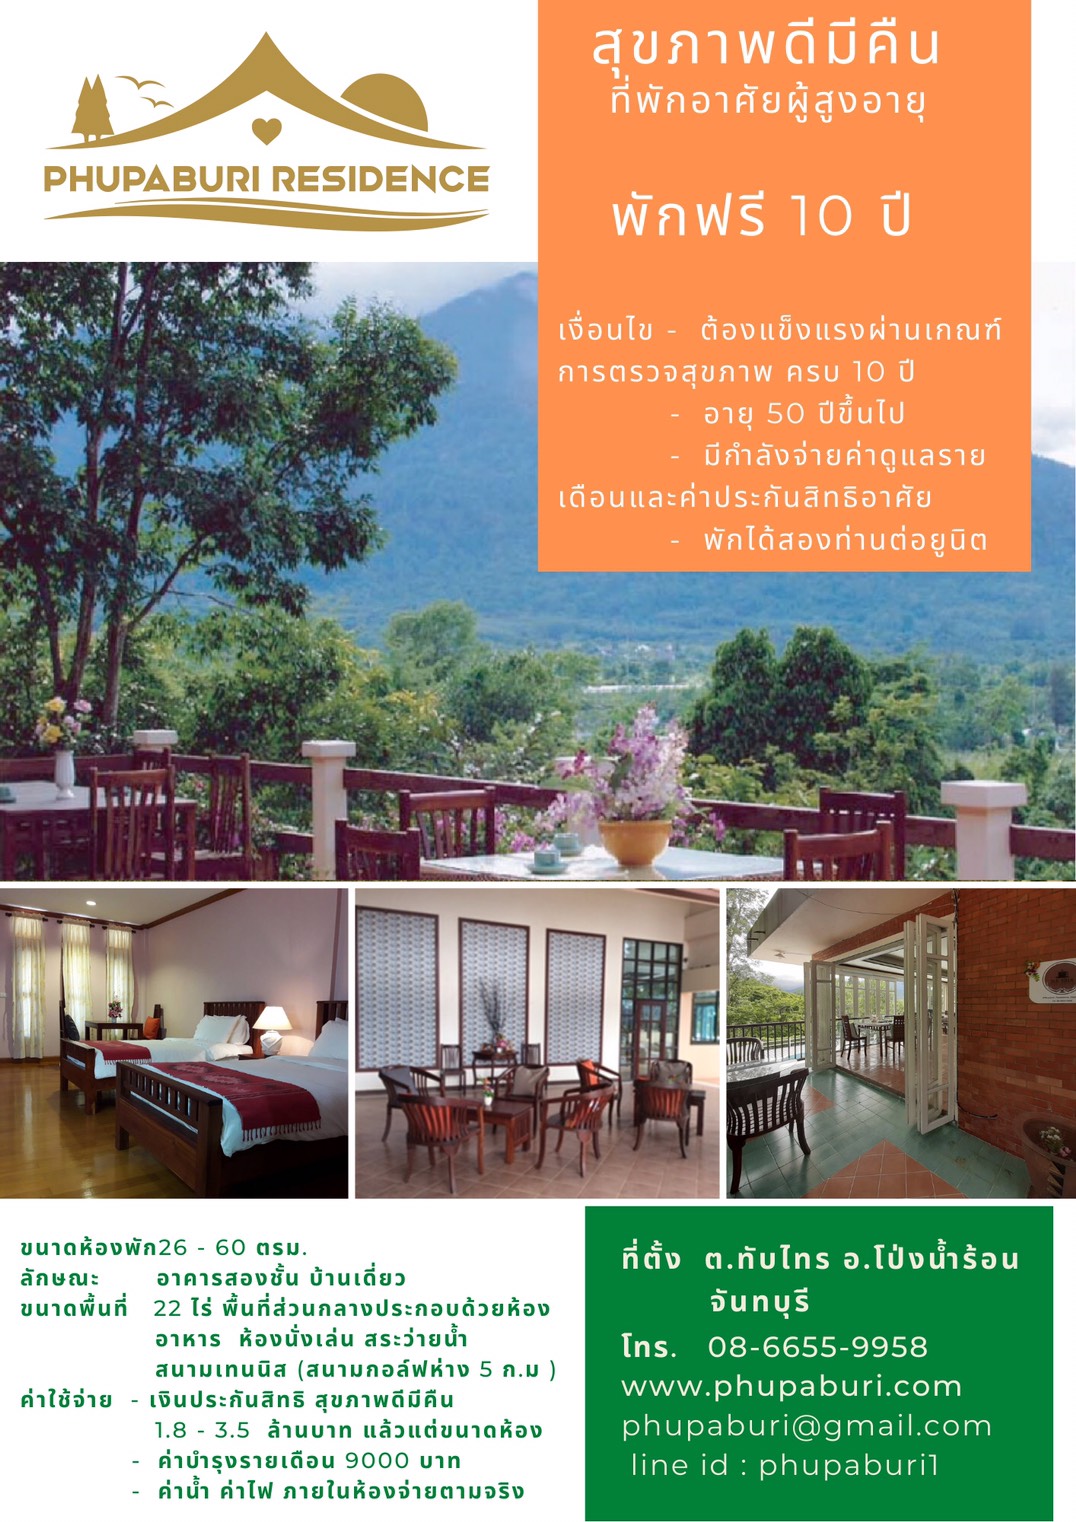 PHUPABURI RESIDENCE
สุขภาพดีมีคืน
ที่พักอาศัยผู้สูงอายุ
พักฟรี 10 ปี
เงื่อนไข - ต้องแข็งแรงผ่านเกณฑ์
การตรวจสุขภาพ ครบ 10 ปี
- อายุ 50 ปีขึ้นไป
- มีกำลังจ่ายค่าดูแลราย
เดือนและค่าประกันสิทธิอาศัย
- พักได้สองท่านต่อยูนิต
ขนาดห้องพัก26 - 60 ตรม.
ลักษณะ อาคารสองชั้น บ้านเดี่ยว
ขนาดพื้นที่ 22 ไร่ พื้นที่ส่วนกลางประกอบด้วยห้อง
อาหาร ห้องนั่งเล่น สระว่ายน้ำ
สนามเทนนิส (สนามกอล์ฟห่าง 5 ก.ม )
ค่าใช้จ่าย - เงินประกันสิทธิ สุขภาพดีมีคืน
1.8 - 3.5 ล้านบาท แล้วแต่ขนาดห้อง
- ค่าบำรุงรายเดือน 9000 บาท
- ค่าน้ำ ค่าไฟ ภายในห้องจ่ายตามจริง
ที่ตั้ง ต.ทับไทร อ.โป่งน้ำร้อน
จันทบุรี
โทร. 08-6655-9958
www.phupaburi.com
phupaburi@gmail.com
line id : phupaburi1